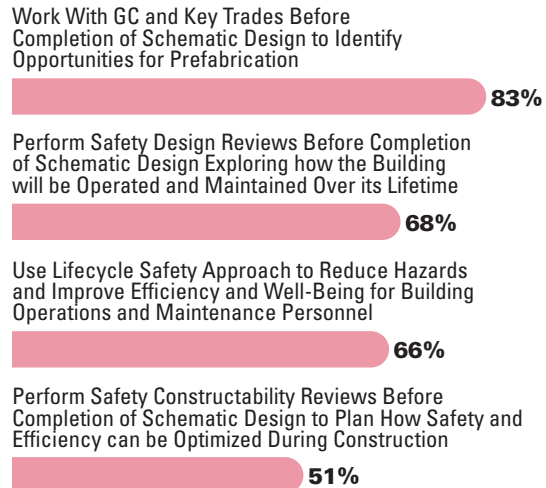 Work With GC and Key Trades Before
Completion of Schematic Design to Identify
Opportunities for Prefabrication
83%
Perform Safety Design Reviews Before Completion
of Schematic Design Exploring how the Building
will be Operated and Maintained Over its Lifetime
68%
Use Lifecycle Safety Approach to Reduce Hazards
and Improve Efficiency and Well-Being for Building
Operations and Maintenance Personnel
66%
Perform Safety Constructability Reviews Before
Completion of Schematic Design to Plan How Safety and
Efficiency can be Optimized During Construction
51%